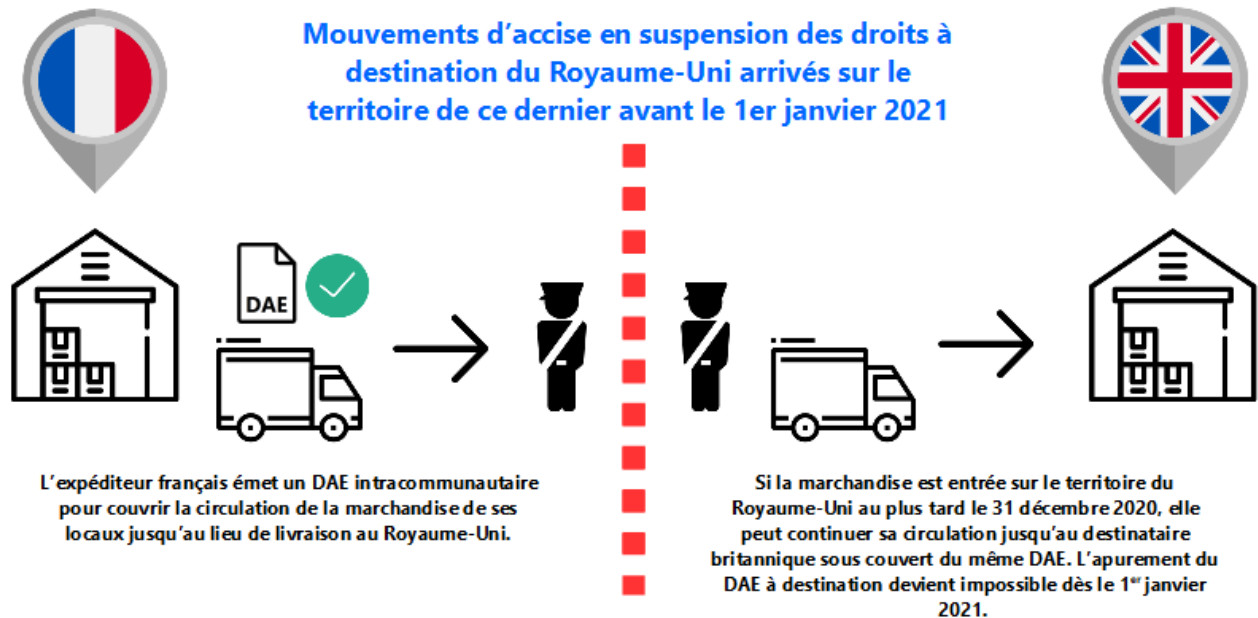 Mouvements d'accise en suspension des droits à
destination du Royaume-Uni arrivés sur le
territoire de ce dernier avant le 1er janvier 2021
DAE
L'expéditeur français émet un DAE intracommunautaire
pour couvrir la circulation de la marchandise de ses
locaux jusqu'au lieu de livraison au Royaume-Uni.
Si la marchandise est entrée sur le territoire du
Royaume-Uni au plus tard le 31 décembre 2020, elle
peut continuer sa circulation jusqu'au destinataire
britannique sous couvert du même DAE. L'apurement du
DAE à destination devient impossible dès le 1er janvier
2021.